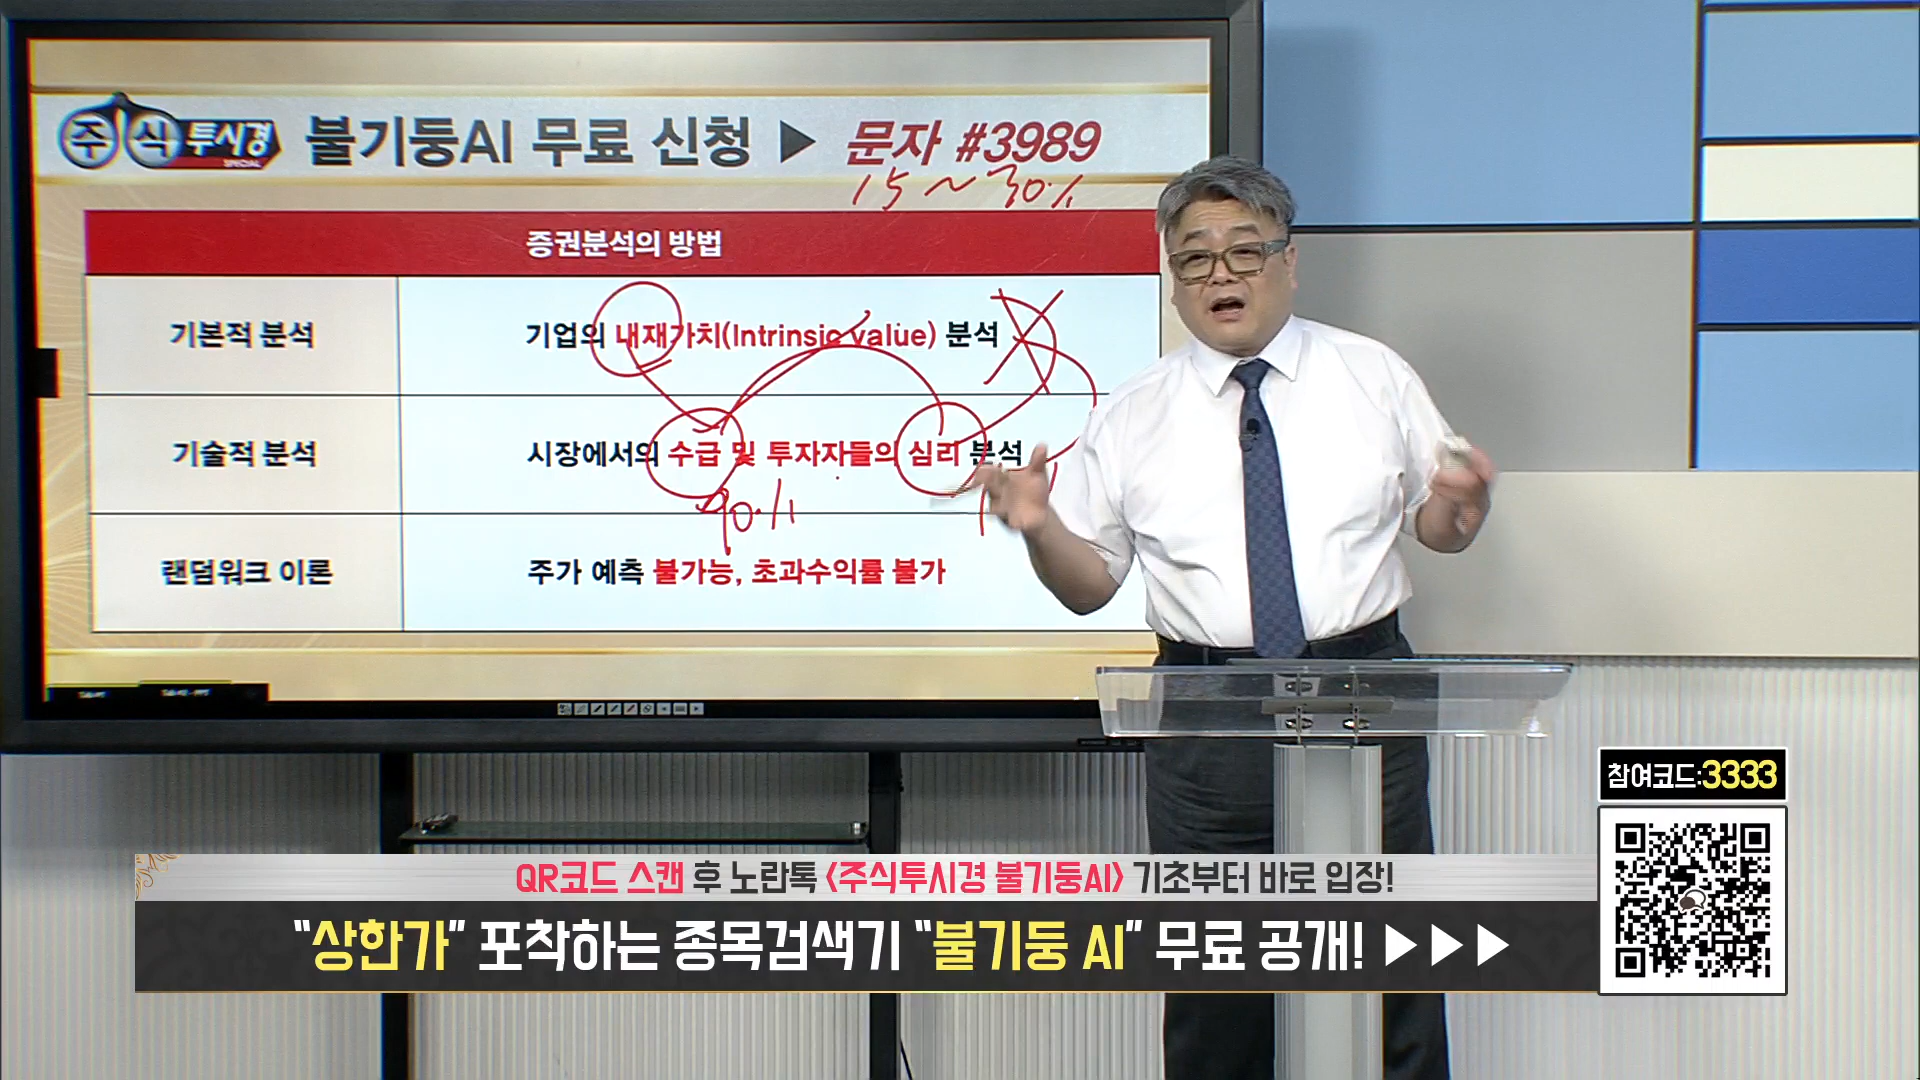 주식 투시경 SPECIAL 불기둥AI 무료 신청 ▶ 문자 #3989
15~30%
증권분석의 방법
기본적 분석 기업의 내재가치(Intrinsic value) 분석
기술적 분석 시장에서의 수급 및 투자자들의 심리 분석
90%
랜덤워크 이론 주가 예측 불가능, 초과수익률 불가
참여코드:3333
QR코드 스캔 후 노란톡 <주식투시경 불기둥AI> 기초부터 바로 입장!
"상한가" 포착하는 종목검색기 "불기둥 AI" 무료 공개! ▶▶▶